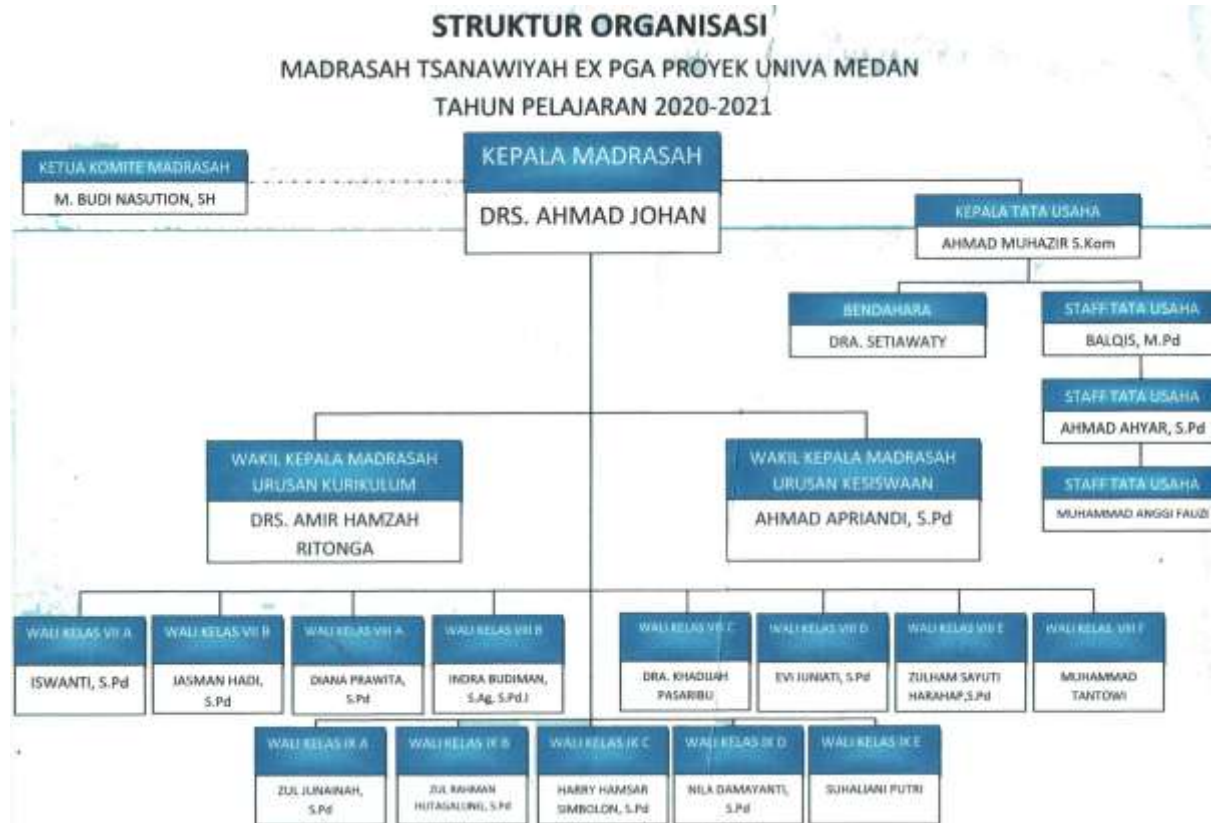 STRUKTUR ORGANISASI
MADRASAH TSANAWIYAH EX PGA PROYEK UNIVA MEDAN
TAHUN PELAJARAN 2020-2021
KEPALA MADRASAH
DRS. AHMAD JOHAN
KETUA KOMITE MADRASAH
M. BUDI NASUTION, SH
KEPALA TATA USAHA
AHMAD MUHAZIR S.Kom
BENDAHARA
DRA. SETIAWATY
STAFF TATA USAHA
BALQIS, M.Pd
STAFF TATA USAHA
AHMAD AHYAR, S.Pd
STAFF TATA USAHA
MUHAMMAD ANGGI FAUZI
WAKIL KEPALA MADRASAH
URUSAN KURIKULUM
DRS. AMIR HAMZAH
RITONGA
WAKIL KEPALA MADRASAH
URUSAN KESISWAAN
AHMAD APRIANDI, S.Pd
WALI KELAS VII A
ISWANTI, S.Pd
WALI KELAS VII B
JASMAN HADI,
S.Pd
WALI KELAS VIII A
DIANA PRAWITA,
S.Pd
WALI KELAS VIII B
INDRA BUDIMAN,
S.Ag, S.Pd.I
WALI KELAS VIII C
DRA. KHADIJAH
PASARIBU
WALI KELAS VIII D
EVI JUNIATI, S.Pd
WALI KELAS VIII E
ZULHAM SAYUTI
HARAHAP,S.Pd
WALI KELAS VIII F
MUHAMMAD
TANTOWI
WALI KELAS IX A
ZUL JUNAINAH,
S.Pd
WALI KELAS IX B
ZUL RAHMAN
HUTAGALUNG, S.Pd
WALI KELAS IX C
HARRY HAMSAR
SIMBOLON, S.Pd
WALI KELAS IX D
NILA DAMAYANTI,
S.Pd
WALI KELAS IX E
SUHALIANI PUTRI